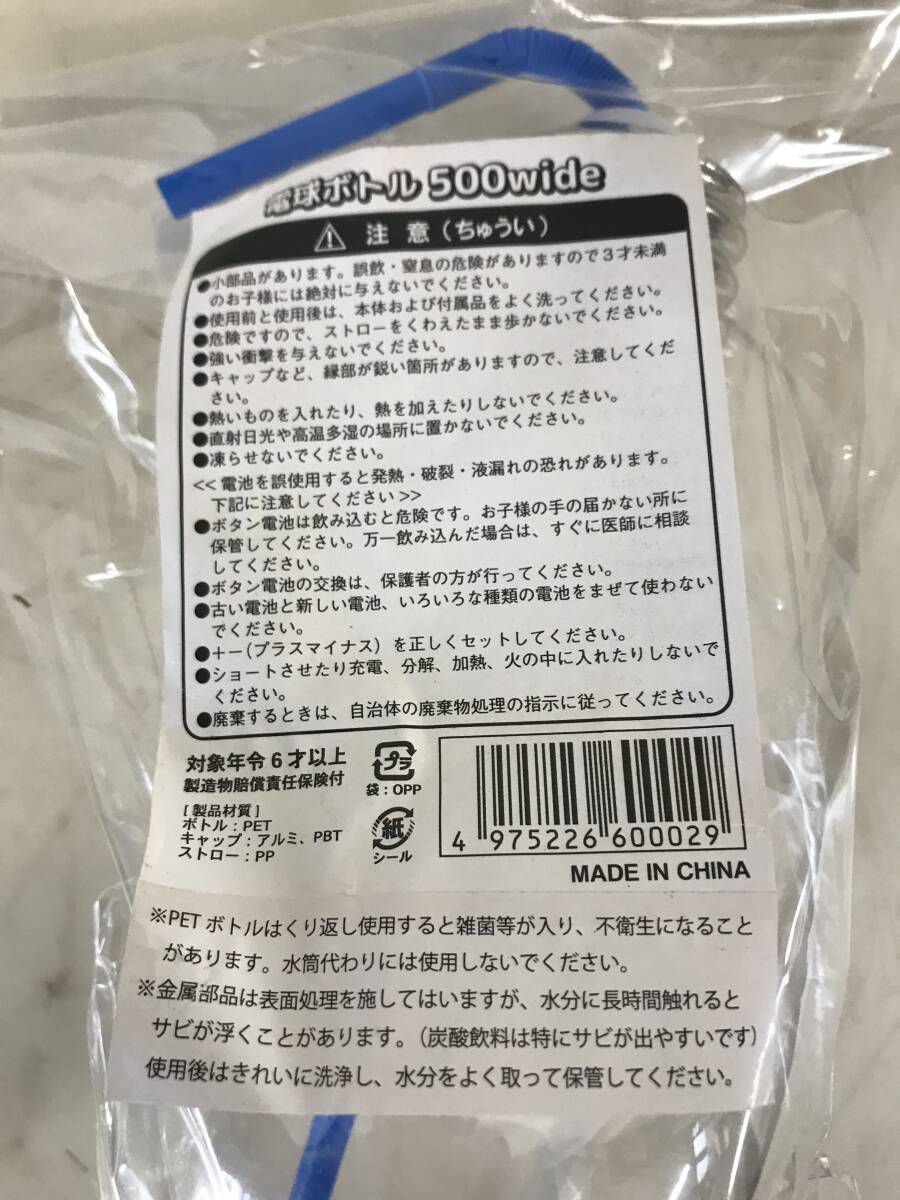 電球ボトル 500wide
注 意（ちゅうい）
●小部品があります。誤飲・窒息の危険がありますので３才未満
のお子様には絶対に与えないでください。
●使用前と使用後は、本体および付属品をよく洗ってください。
●危険ですので、ストローをくわえたまま歩かないでください。
●強い衝撃を与えないでください。
●キャップなど、縁部が鋭い箇所がありますので、注意してくだ
さい。
●熱いものを入れたり、熱を加えたりしないでください。
●直射日光や高温多湿の場所に置かないでください。
●凍らせないでください。
<< 電池を誤使用すると発熱・破裂・液漏れの恐れがあります。
下記に注意してください >>
●ボタン電池は飲み込むと危険です。お子様の手の届かない所に
保管してください。万一飲み込んだ場合は、すぐに医師に相談
してください。
●ボタン電池の交換は、保護者の方が行ってください。
●古い電池と新しい電池、いろいろな種類の電池をまぜて使わない
でください。
●＋−（プラスマイナス）を正しくセットしてください。
●ショートさせたり充電、分解、加熱、火の中に入れたりしないで
ください。
●廃棄するときは、自治体の廃棄物処理の指示に従ってください。
対象年令６才以上
製造物賠償責任保険付
[ 製品材質 ]
ボトル：PET
キャップ：アルミ、PBT
ストロー：PP
プラ
袋：OPP
紙
シール
4 975226 600029
MADE IN CHINA
※PET ボトルはくり返し使用すると雑菌等が入り、不衛生になること
があります。水筒代わりには使用しないでください。
※金属部品は表面処理を施してはいますが、水分に長時間触れると
サビが浮くことがあります。（炭酸飲料は特にサビが出やすいです）
使用後はきれいに洗浄し、水分をよく取って保管してください。